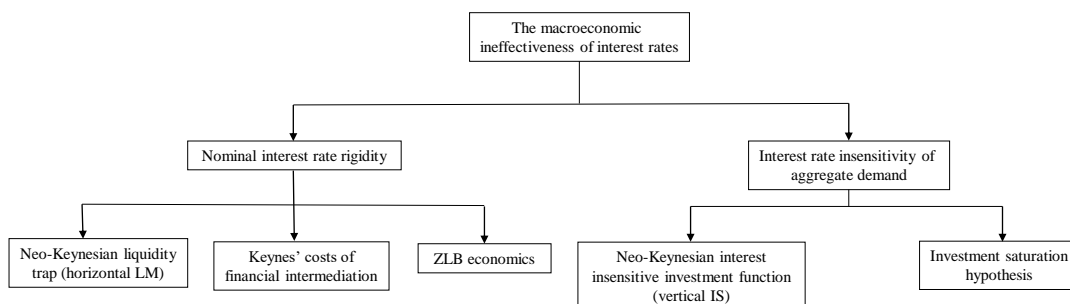 The macroeconomic
ineffectiveness of interest rates
Nominal interest rate rigidity
Interest rate insensitivity of
aggregate demand
Neo-Keynesian liquidity
trap (horizontal LM)
Keynes’ costs of
financial intermediation
ZLB economics
Neo-Keynesian interest
insensitive investment function
(vertical IS)
Investment saturation
hypothesis